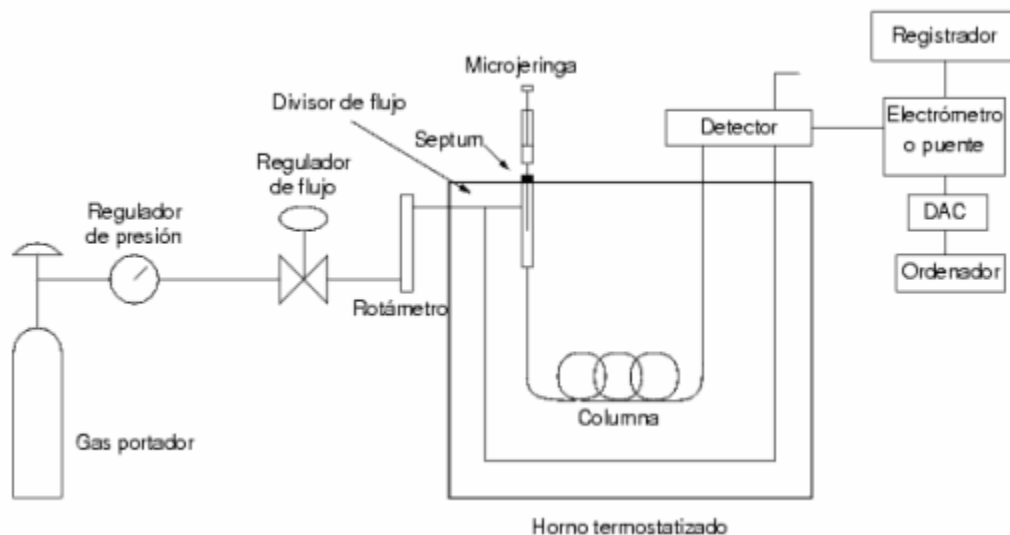 Registrador
Microjeringa
Divisor de flujo
Septum
Detector
Electrómetro
o puente
Regulador
de flujo
Regulador
de presión
DAC
Ordenador
Rotámetro
Columna
Gas portador
Horno termostatizado